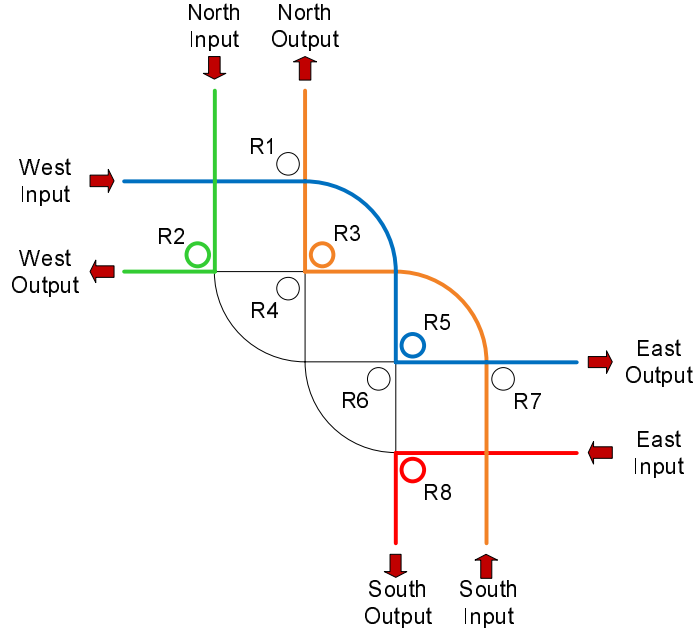 North
Input
North
Output
R1
West
Input
R2
R3
West
Output
R4
R5
East
Output
R6
R7
East
Input
R8
South
Output
South
Input